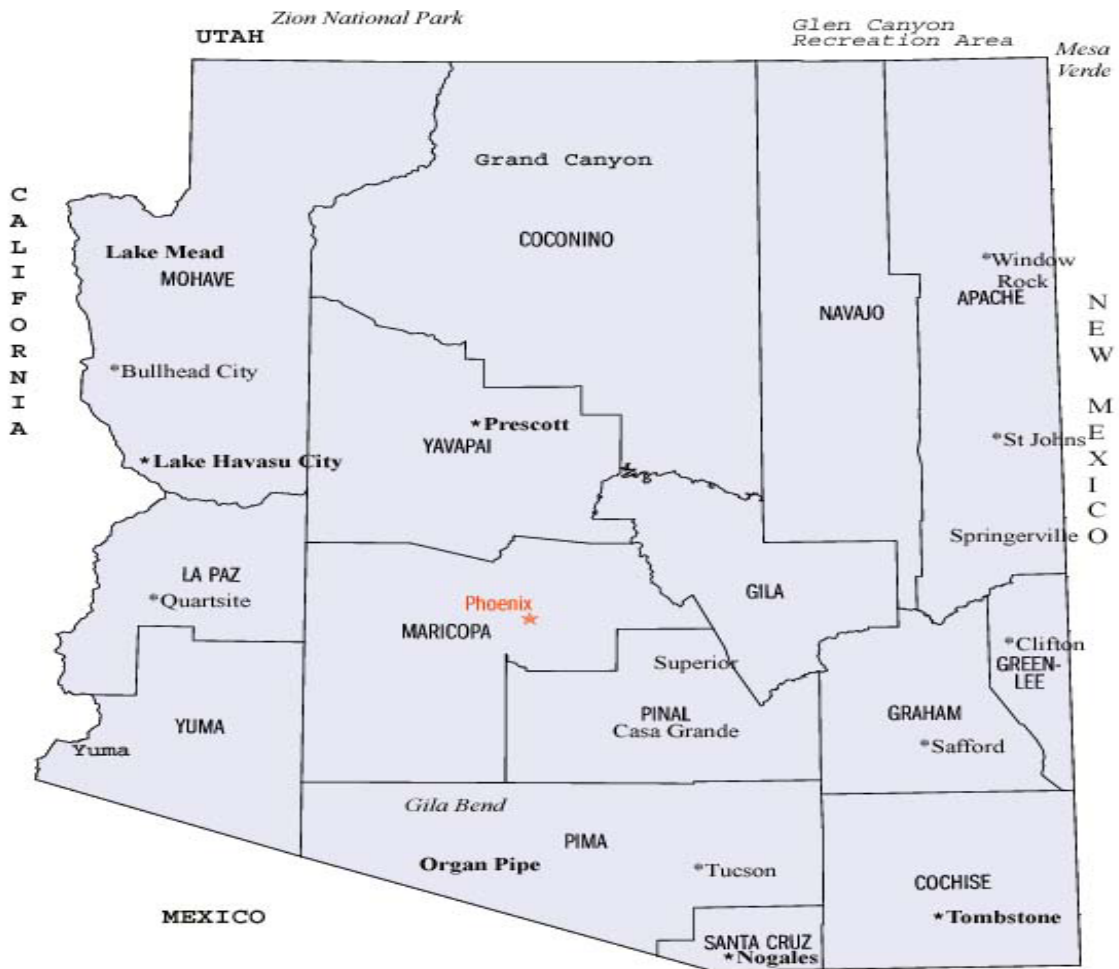 Zion National Park
Glen Canyon
Recreation Area
UTAH
Mesa
Verde
Grand Canyon
CALIFORNIA
COCONINO
Lake Mead
MOHAVE
Window
Rock
APACHE
NAVAJO
NEW MEXICO
Bullhead City
Prescott
YAVAPAI
St Johns
Lake Havasu City
Springerville
LA PAZ
Quartsite
GILA
Phoenix
MARICOPA
Clifton
GREEN-
LEE
Superior
PINAL
Casa Grande
GRAHAM
Safford
YUMA
Yuma
Gila Bend
PIMA
Organ Pipe
Tucson
COCHISE
Tombstone
MEXICO
SANTA CRUZ
Nogales